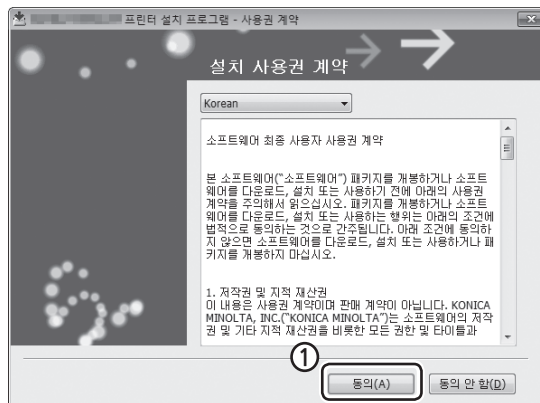 프린터 설치 프로그램 - 사용권 계약
설치 사용권 계약
Korean
소프트웨어 최종 사용자 사용권 계약
본 소프트웨어("소프트웨어") 패키지를 개봉하거나 소프트
웨어를 다운로드, 설치 또는 사용하기 전에 아래의 사용권
계약을 주의해서 읽으십시오. 패키지를 개봉하거나 소프트
웨어를 다운로드, 설치 또는 사용하는 행위는 아래의 조건에
법적으로 동의하는 것으로 간주됩니다. 아래 조건에 동의하
지 않으면 소프트웨어를 다운로드, 설치 또는 사용하거나 패
키지를 개봉하지 마십시오.
1. 저작권 및 지적 재산권
이 내용은 사용권 계약이며 판매 계약이 아닙니다. KONICA
MINOLTA, INC.("KONICA MINOLTA")는 소프트웨어의 저작
권 및 기타 지적 재산권을 비롯한 모든 권한 및 타이틀과
①
동의(A)
동의 안 함(D)